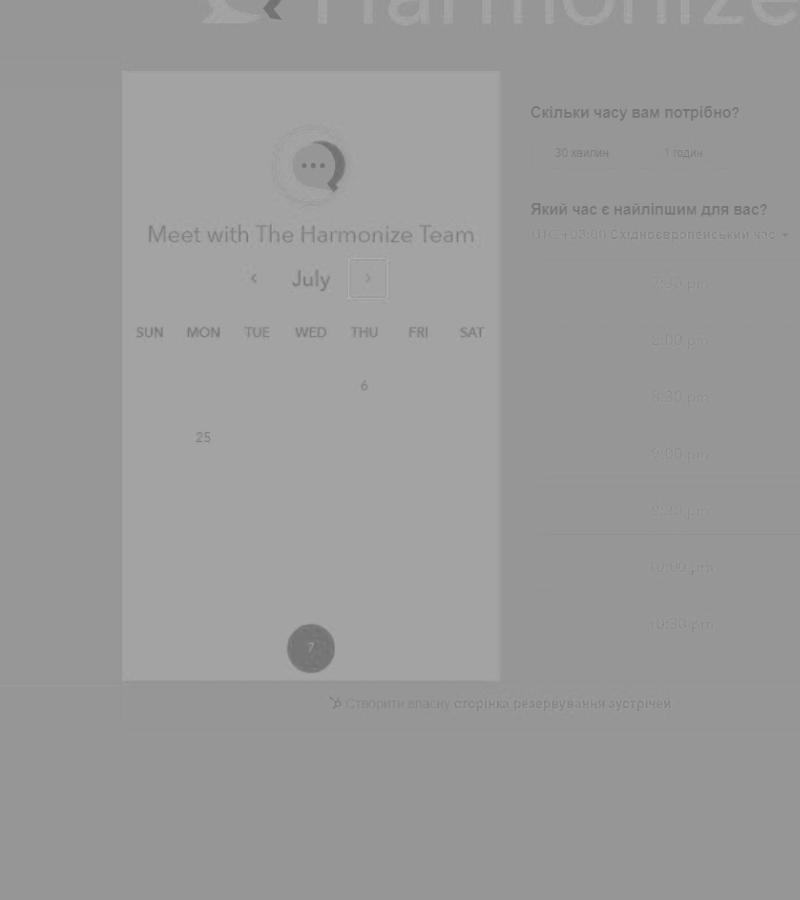 Harmonize
Meet with The Harmonize Team
July
SUN MON TUE WED THU FRI SAT
6
25
7
Скільки часу вам потрібно?
30 хвилин 1 годин
Який час є найліпшим для вас?
UTC +03:00 Східноєвропейський час
7:30 pm
8:00 pm
8:30 pm
9:00 pm
9:30 pm
10:00 pm
10:30 pm
Створити власну сторінка резервування зустрічей